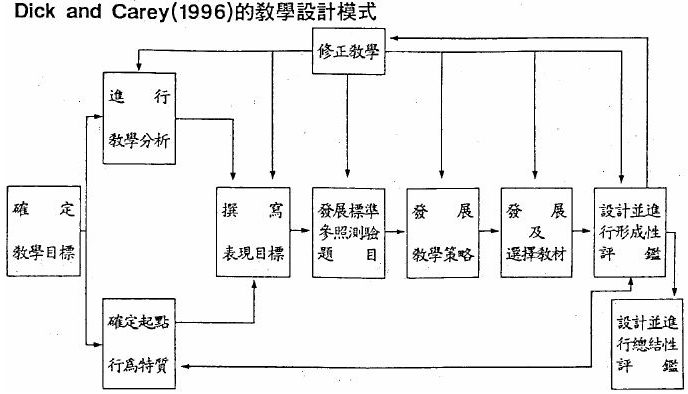 Dick and Carey(1996)的教學設計模式
修正教學
進行
教學分析
確定
教學目標
撰寫
表現目標
發展標準
參照測驗
題目
發展
教學策略
發展
及
選擇教材
設計並進
行形成性
評鑑
確定起點
行為特質
設計並進
行總結性
評鑑